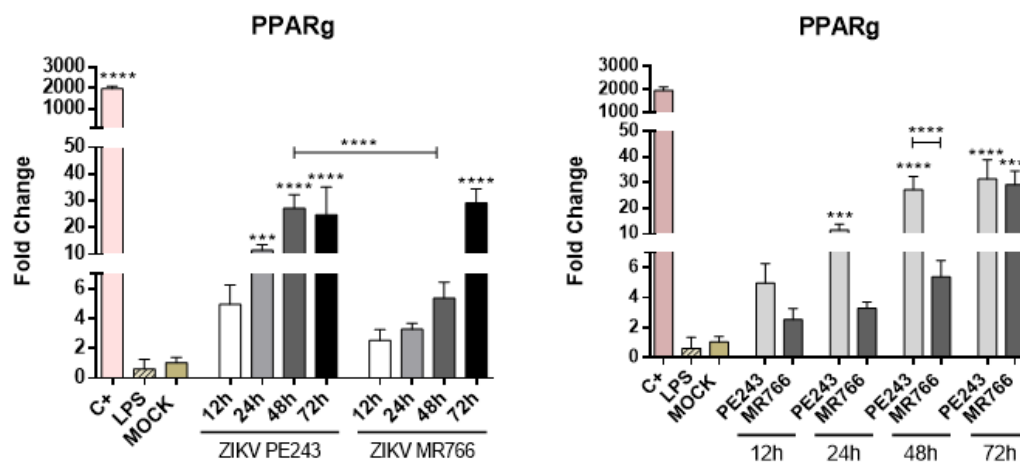 PPARg
Fold Change
3000
2000
1000
50
40
30
20
10
6
4
2
0
****
***
****
****
****
****
C+
LPS
MOCK
12h
24h
48h
72h
12h
24h
48h
72h
ZIKV PE243
ZIKV MR766
PPARg
Fold Change
3000
2000
1000
50
40
30
20
10
6
4
2
0
***
****
****
****
***
C+
LPS
MOCK
PE243
MR766
PE243
MR766
PE243
MR766
PE243
MR766
12h
24h
48h
72h